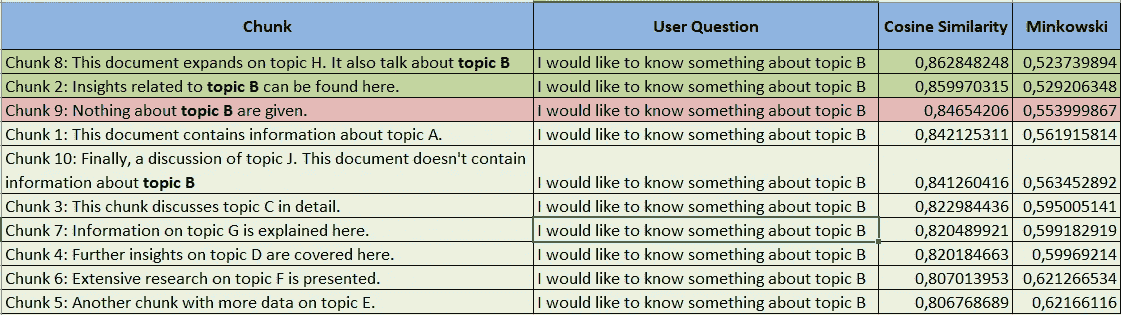 Chunk User Question Cosine Similarity Minkowski
Chunk 8: This document expands on topic H. It also talk about topic B I would like to know something about topic B 0,862848248 0,523739894
Chunk 2: Insights related to topic B can be found here. I would like to know something about topic B 0,859970315 0,529206348
Chunk 9: Nothing about topic B are given. I would like to know something about topic B 0,84654206 0,553999867
Chunk 1: This document contains information about topic A. I would like to know something about topic B 0,842125311 0,561915814
Chunk 10: Finally, a discussion of topic J. This document doesn't contain
information about topic B I would like to know something about topic B 0,841260416 0,563452892
Chunk 3: This chunk discusses topic C in detail. I would like to know something about topic B 0,822984436 0,595005141
Chunk 7: Information on topic G is explained here. I would like to know something about topic B 0,820489921 0,599182919
Chunk 4: Further insights on topic D are covered here. I would like to know something about topic B 0,820184663 0,59969214
Chunk 6: Extensive research on topic F is presented. I would like to know something about topic B 0,807013953 0,621266534
Chunk 5: Another chunk with more data on topic E. I would like to know something about topic B 0,806768689 0,62166116